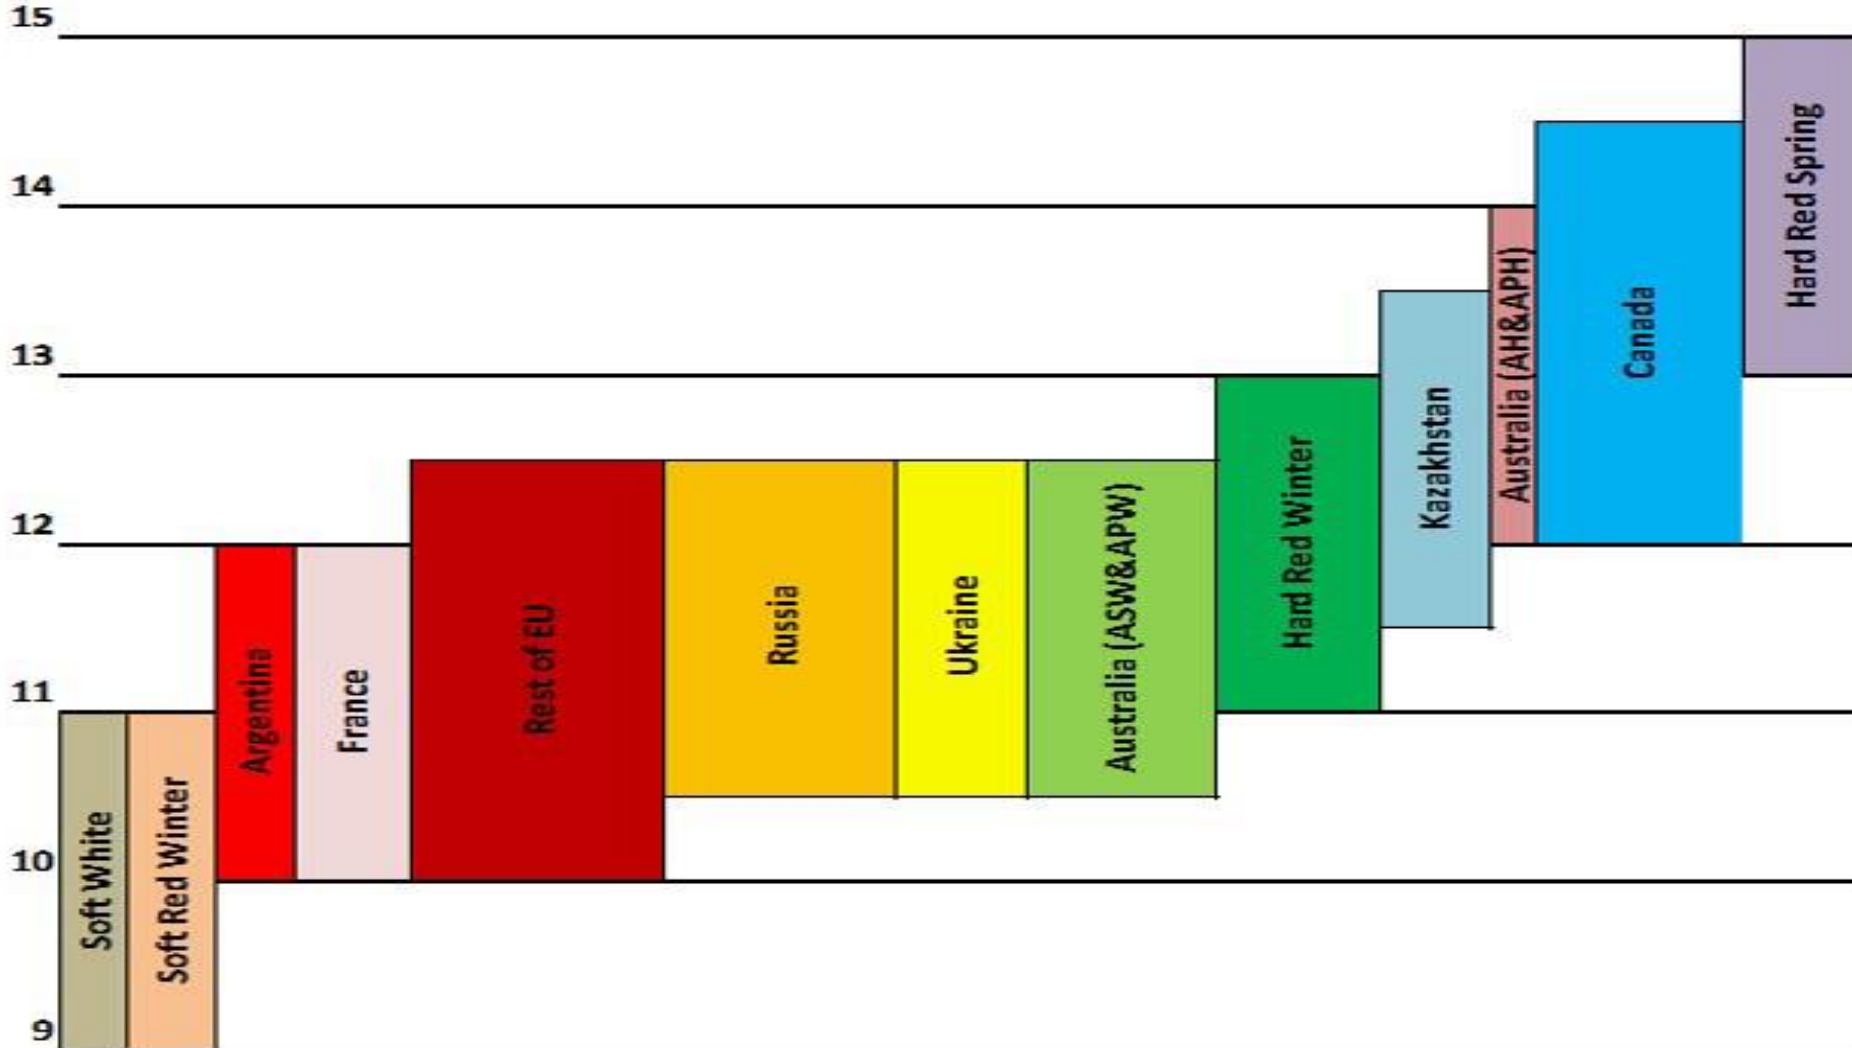 15
14
13
12
11
10
9
Soft White
Soft Red Winter
Argentina
France
Rest of EU
Russia
Ukraine
Australia (ASW&APW)
Hard Red Winter
Kazakhstan
Australia (AH&APH)
Canada
Hard Red Spring